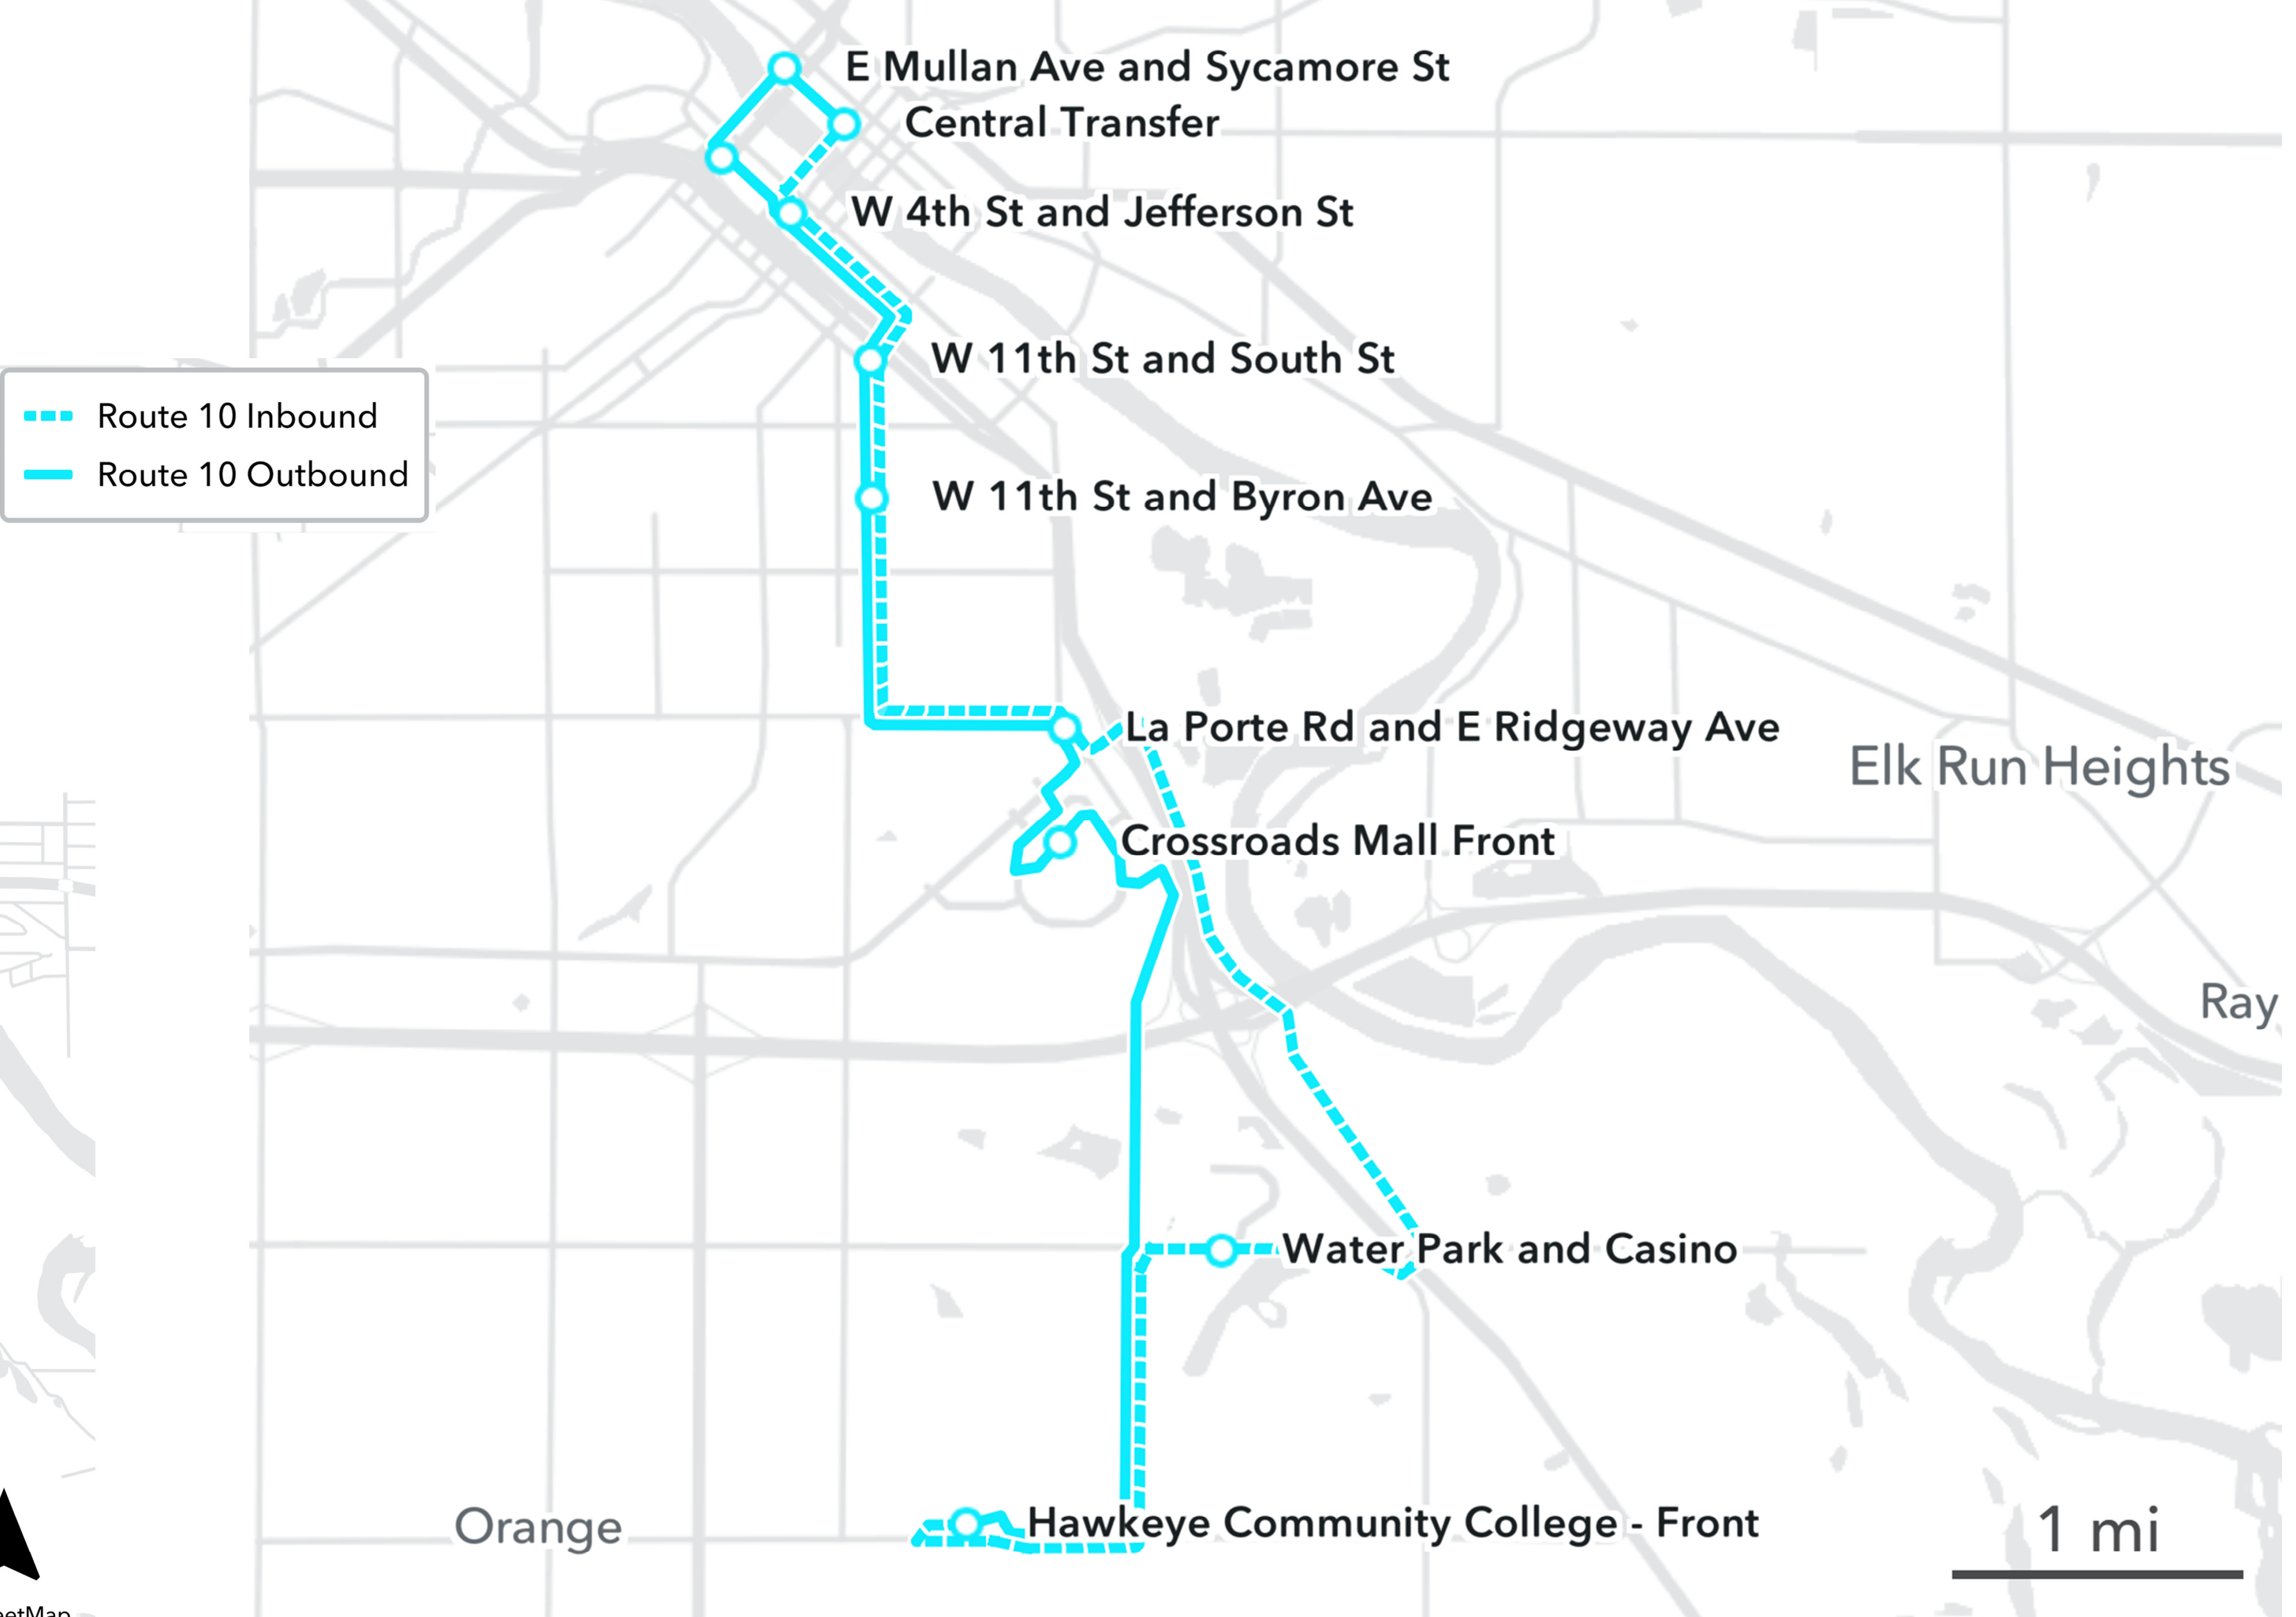 E Mullan Ave and Sycamore St
Central Transfer
W 4th St and Jefferson St
W 11th St and South St
Route 10 Inbound
Route 10 Outbound
W 11th St and Byron Ave
La Porte Rd and E Ridgeway Ave
Elk Run Heights
Crossroads Mall Front
Ray
Water Park and Casino
Hawkeye Community College - Front
Orange
1 mi